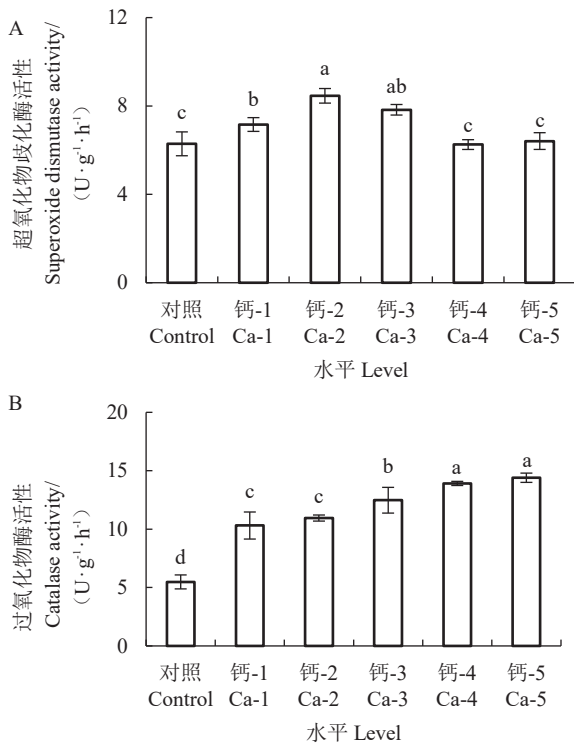 A
超氧化物歧化酶活性/
Superoxide dismutase activity/
（U·g⁻¹·h⁻¹）
12
8
4
0
c
b
a
ab
c
c
对照 钙-1 钙-2 钙-3 钙-4 钙-5
Control Ca-1 Ca-2 Ca-3 Ca-4 Ca-5
水平 Level
B
过氧化物酶活性/
Catalase activity/
（U·g⁻¹·h⁻¹）
20
15
10
5
0
d
c
c
b
a
a
对照 钙-1 钙-2 钙-3 钙-4 钙-5
Control Ca-1 Ca-2 Ca-3 Ca-4 Ca-5
水平 Level